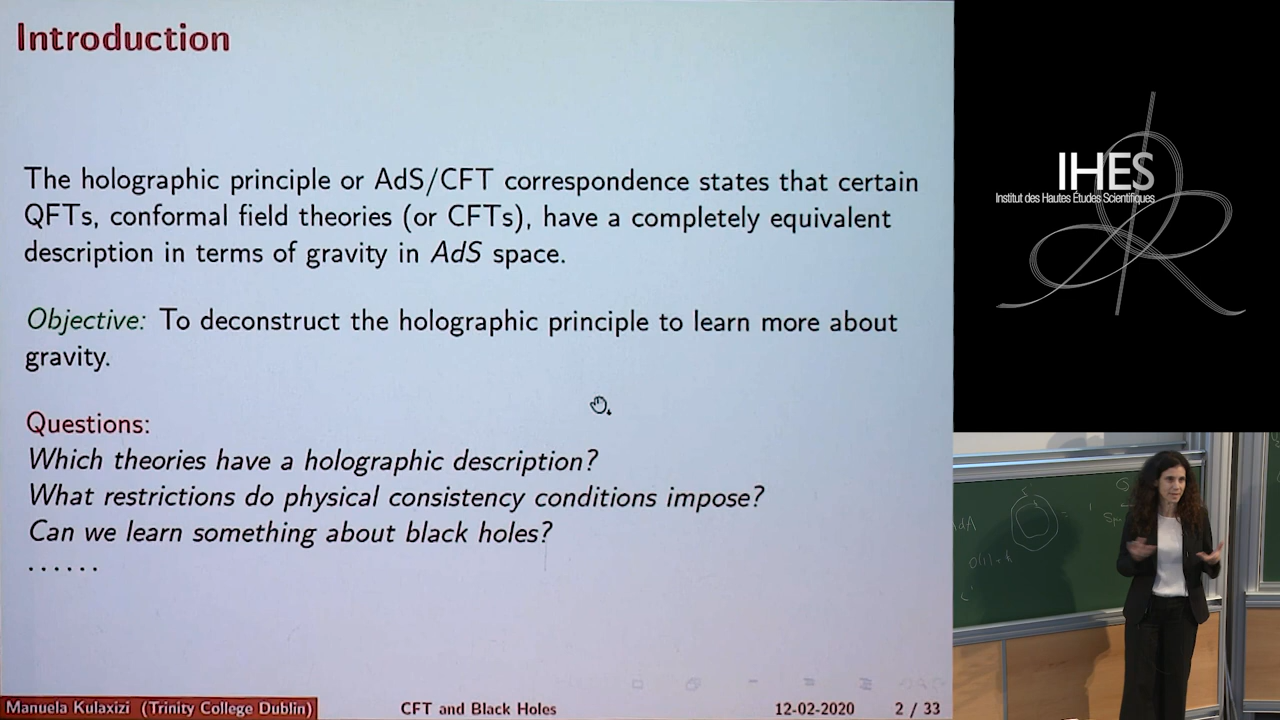 Introduction
The holographic principle or AdS/CFT correspondence states that certain
QFTs, conformal field theories (or CFTs), have a completely equivalent
description in terms of gravity in AdS space.
Objective: To deconstruct the holographic principle to learn more about
gravity.
Questions:
Which theories have a holographic description?
What restrictions do physical consistency conditions impose?
Can we learn something about black holes?
......
Manuela Kulaxizi (Trinity College Dublin)
CFT and Black Holes
12-02-2020
2 / 33
IHES
Institut des Hautes Études Scientifiques